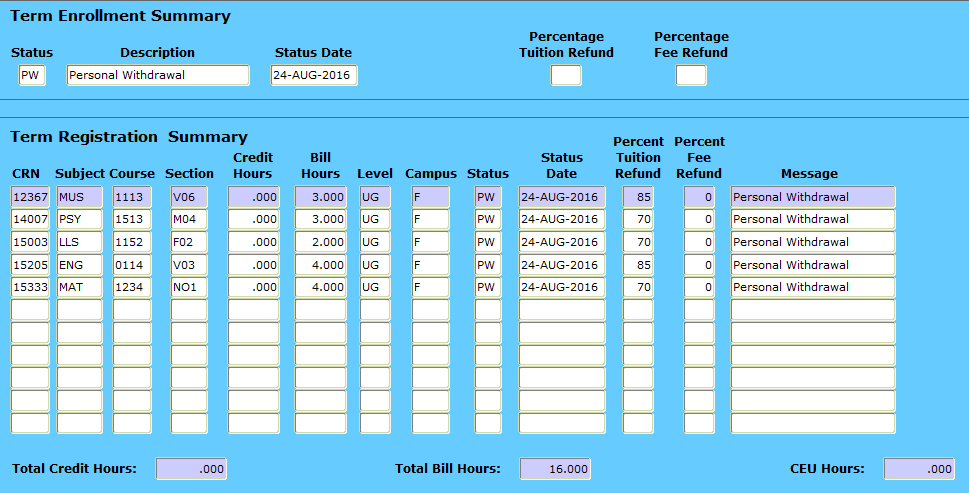 Term Enrollment Summary
Percentage Percentage
Status Description Status Date Tuition Refund Fee Refund
PW Personal Withdrawal 24-AUG-2016
Term Registration Summary
Percent Percent
Credit Bill Status Tuition Fee
CRN Subject Course Section Hours Hours Level Campus Status Date Refund Refund Message
12367 MUS 1113 V06 .000 3.000 UG F PW 24-AUG-2016 85 0 Personal Withdrawal
14007 PSY 1513 M04 .000 3.000 UG F PW 24-AUG-2016 70 0 Personal Withdrawal
15003 LLS 1152 F02 .000 2.000 UG F PW 24-AUG-2016 70 0 Personal Withdrawal
15205 ENG 0114 V03 .000 4.000 UG F PW 24-AUG-2016 85 0 Personal Withdrawal
15333 MAT 1234 NO1 .000 4.000 UG F PW 24-AUG-2016 70 0 Personal Withdrawal
Total Credit Hours: .000 Total Bill Hours: 16.000 CEU Hours: .000